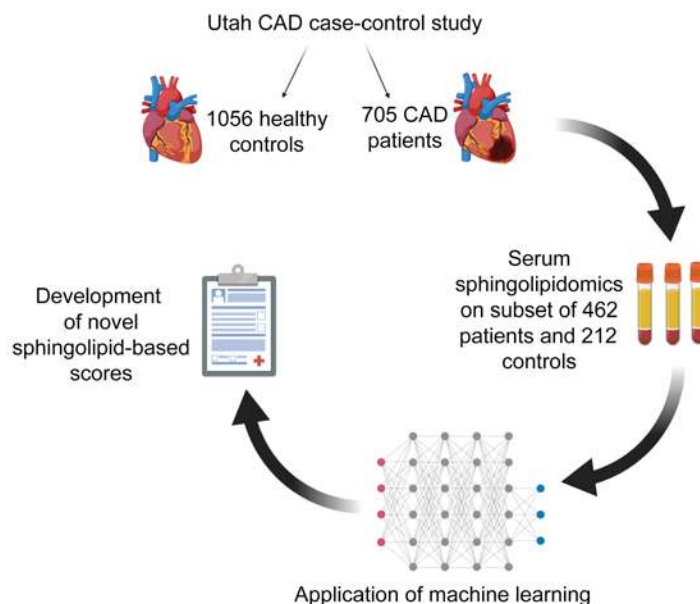 Utah CAD case-control study
1056 healthy
controls
705 CAD
patients
Serum
sphingolipidomics
on subset of 462
patients and 212
controls
Application of machine learning
Development
of novel
sphingolipid-based
scores